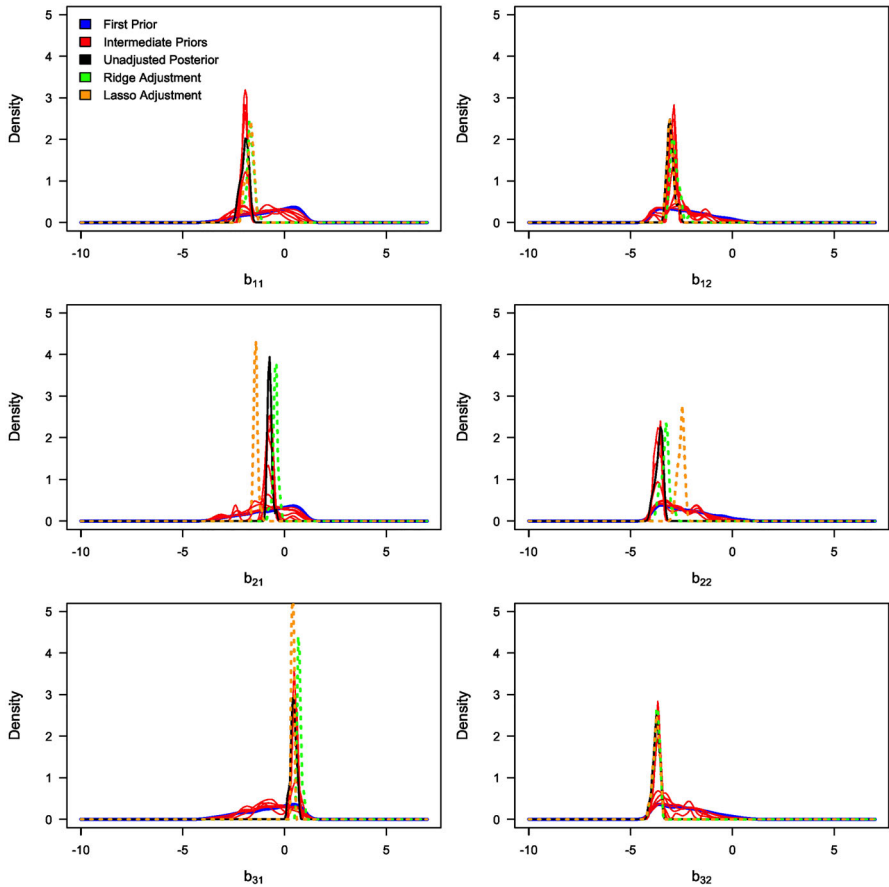 First Prior
Intermediate Priors
Unadjusted Posterior
Ridge Adjustment
Lasso Adjustment
Density
5
4
3
2
1
0
-10 -5 0 5
b11
Density
5
4
3
2
1
0
-10 -5 0 5
b12
Density
5
4
3
2
1
0
-10 -5 0 5
b21
Density
5
4
3
2
1
0
-10 -5 0 5
b22
Density
5
4
3
2
1
0
-10 -5 0 5
b31
Density
5
4
3
2
1
0
-10 -5 0 5
b32